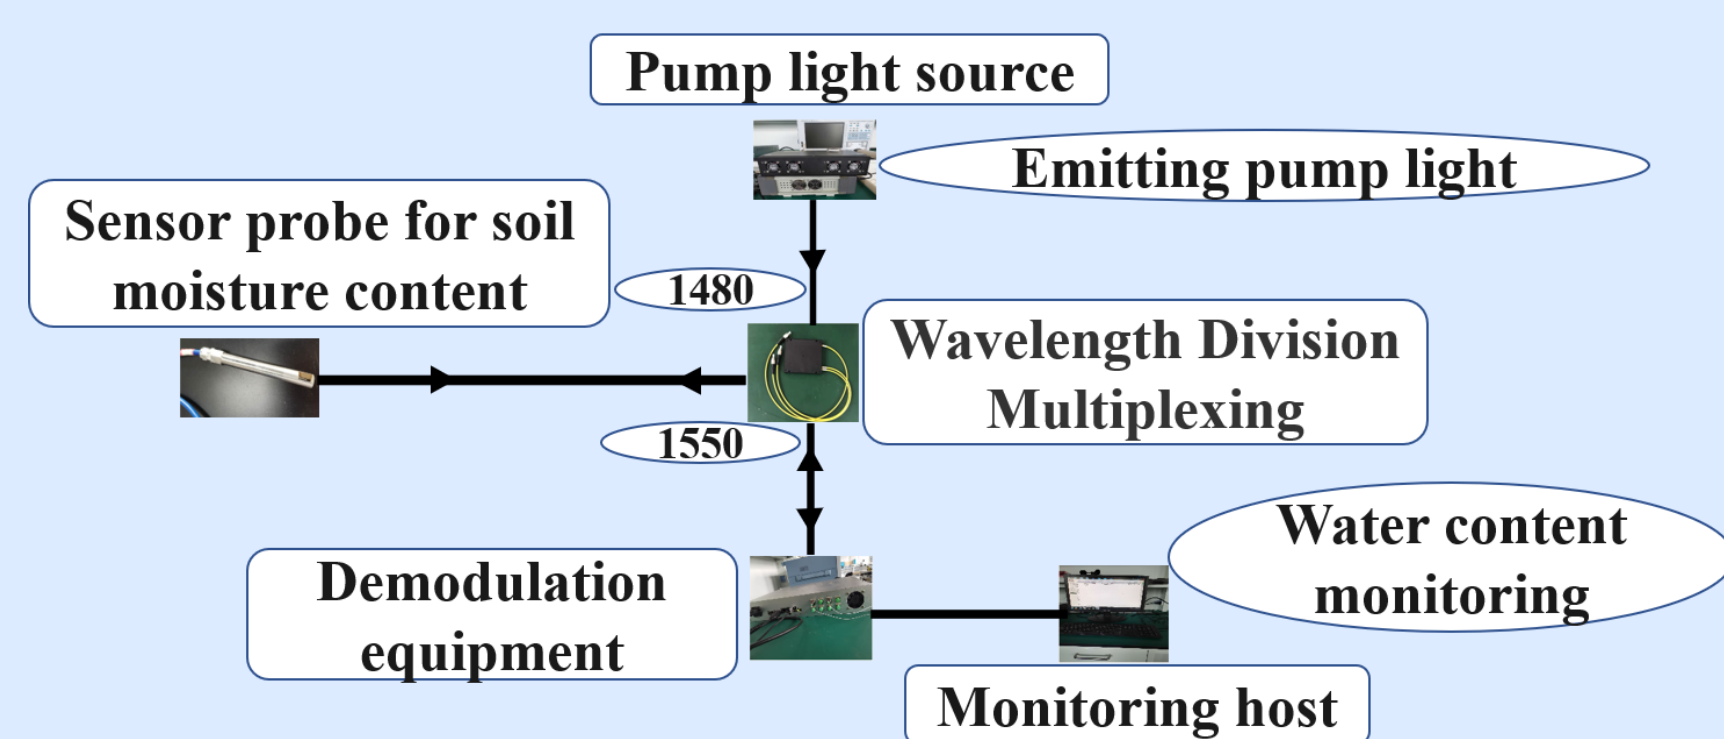 Pump light source
Emitting pump light
Sensor probe for soil
moisture content
1480
Wavelength Division
Multiplexing
1550
Water content
monitoring
Demodulation
equipment
Monitoring host